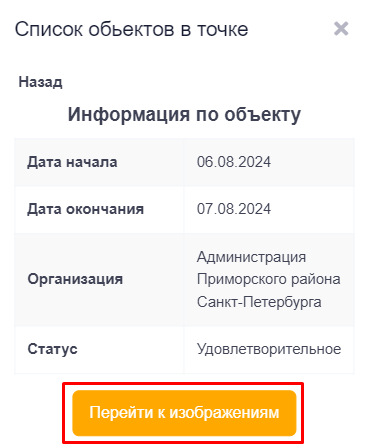 Список обьектов в точке
×
Назад
Информация по объекту
Дата начала 06.08.2024
Дата окончания 07.08.2024
Организация Администрация
Приморского района
Санкт-Петербурга
Статус Удовлетворительное
Перейти к изображениям